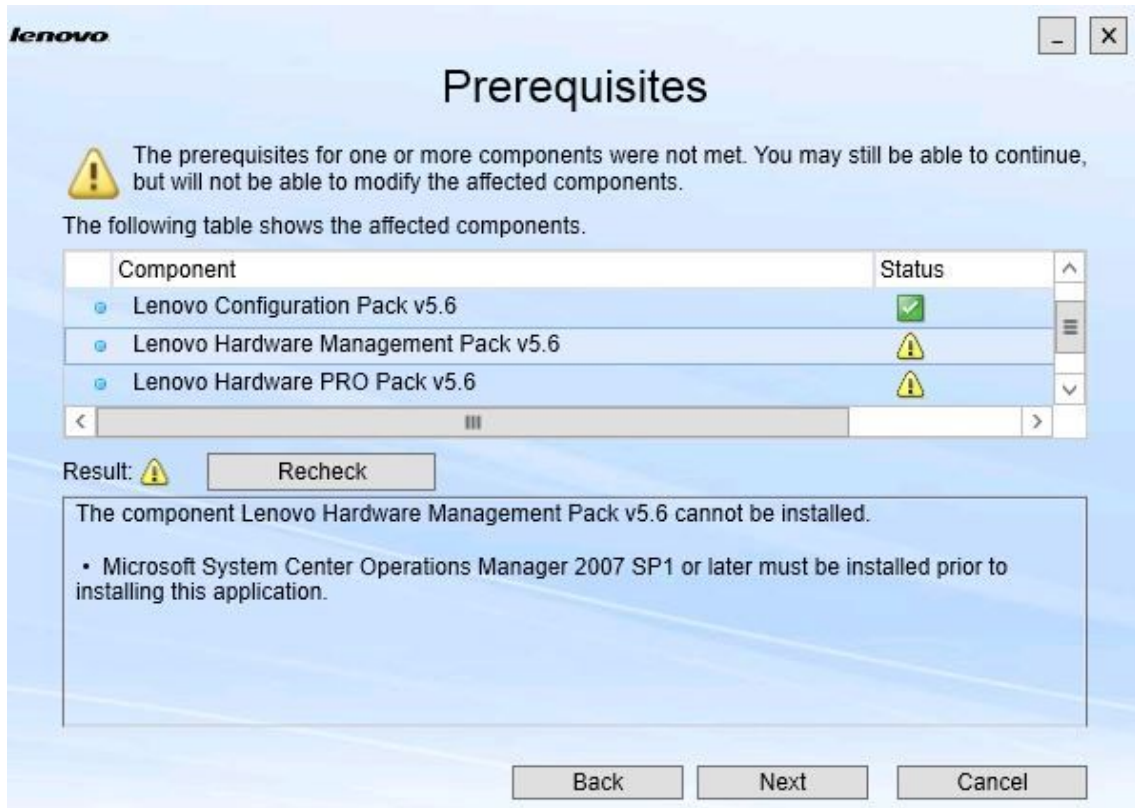 lenovo
Prerequisites
The prerequisites for one or more components were not met. You may still be able to continue,
but will not be able to modify the affected components.
The following table shows the affected components.
Component Status
Lenovo Configuration Pack v5.6
Lenovo Hardware Management Pack v5.6
Lenovo Hardware PRO Pack v5.6
Result: Recheck
The component Lenovo Hardware Management Pack v5.6 cannot be installed.
• Microsoft System Center Operations Manager 2007 SP1 or later must be installed prior to
installing this application.
Back Next Cancel